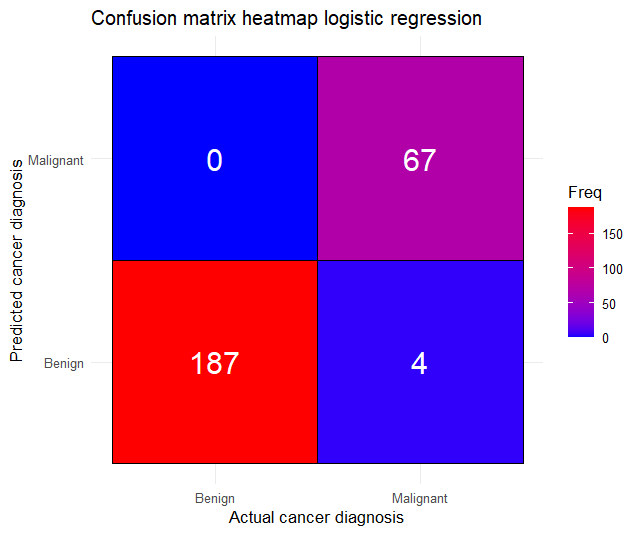 Confusion matrix heatmap logistic regression
Predicted cancer diagnosis
Malignant
0
67
Benign
187
4
Benign
Malignant
Actual cancer diagnosis
Freq
150
100
50
0